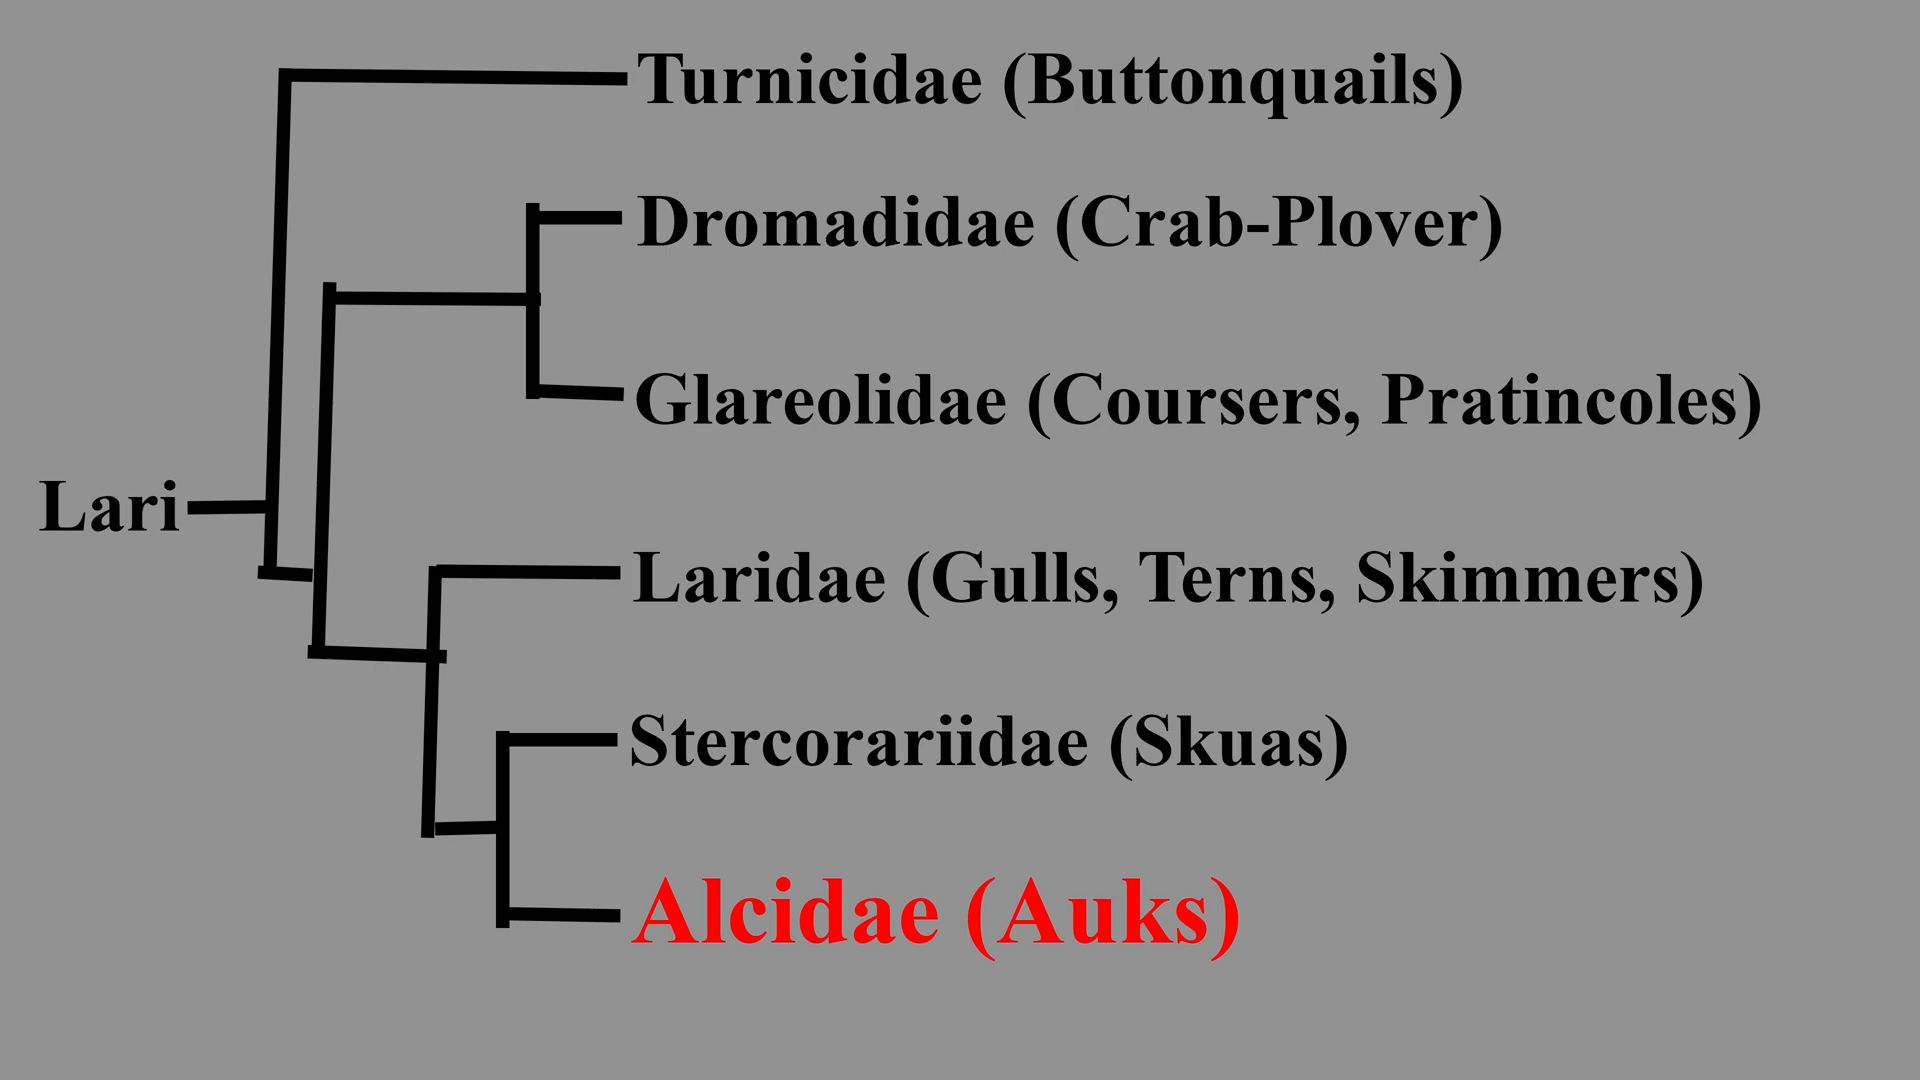 Turnicidae (Buttonquails)
Dromadidae (Crab-Plover)
Glareolidae (Coursers, Pratincoles)
Lari
Laridae (Gulls, Terns, Skimmers)
Stercorariidae (Skuas)
Alcidae (Auks)